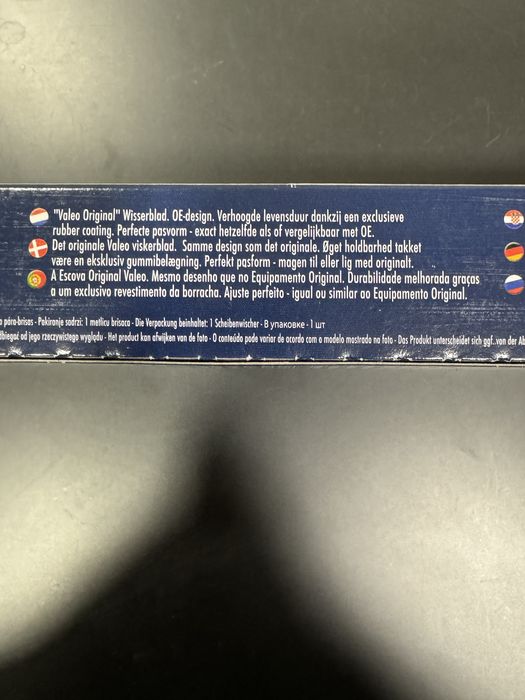 "Valeo Original" Wisserblad. OE-design. Verhoogde levensduur dankzij een exclusieve
rubber coating. Perfecte pasvorm - exact hetzelfde als of vergelijkbaar met OE.
Det originale Valeo viskerblad. Samme design som det originale. Øget holdbarhed takket
være en eksklusiv gummibelægning. Perfekt pasform - magen til eller lig med originalt.
A Escova Original Valeo. Mesmo desenho que no Equipamento Original. Durabilidade melhorada graças
a um exclusivo revestimento da borracha. Ajuste perfeito - igual ou similar ao Equipamento Original.
a pára-brisas - Pakiranje sadrzi: 1 metlicu brisaca - Die Verpackung beinhaltet: 1 Scheibenwischer - В упаковке - 1 шт
od jego rzeczywistego wyglądu - Het product kan afwijken van de foto - O conteúdo pode variar de acordo com o modelo mostrado na foto - Das Produkt unterscheidet sich ggf. von der Ab